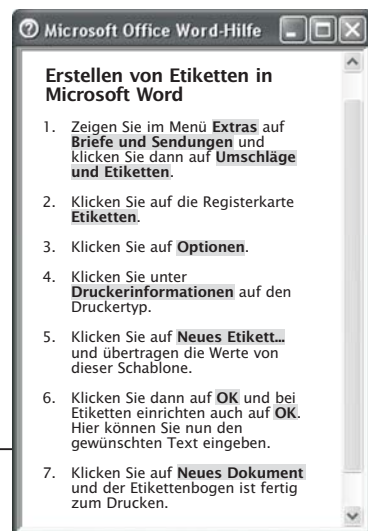 Microsoft Office Word-Hilfe
Erstellen von Etiketten in
Microsoft Word
1. Zeigen Sie im Menü Extras auf
Briefe und Sendungen und
klicken Sie dann auf Umschläge
und Etiketten.
2. Klicken Sie auf die Registerkarte
Etiketten.
3. Klicken Sie auf Optionen.
4. Klicken Sie unter
Druckerinformationen auf den
Druckertyp.
5. Klicken Sie auf Neues Etikett...
und übertragen die Werte von
dieser Schablone.
6. Klicken Sie dann auf OK und bei
Etiketten einrichten auch auf OK.
Hier können Sie nun den
gewünschten Text eingeben.
7. Klicken Sie auf Neues Dokument
und der Etikettenbogen ist fertig
zum Drucken.